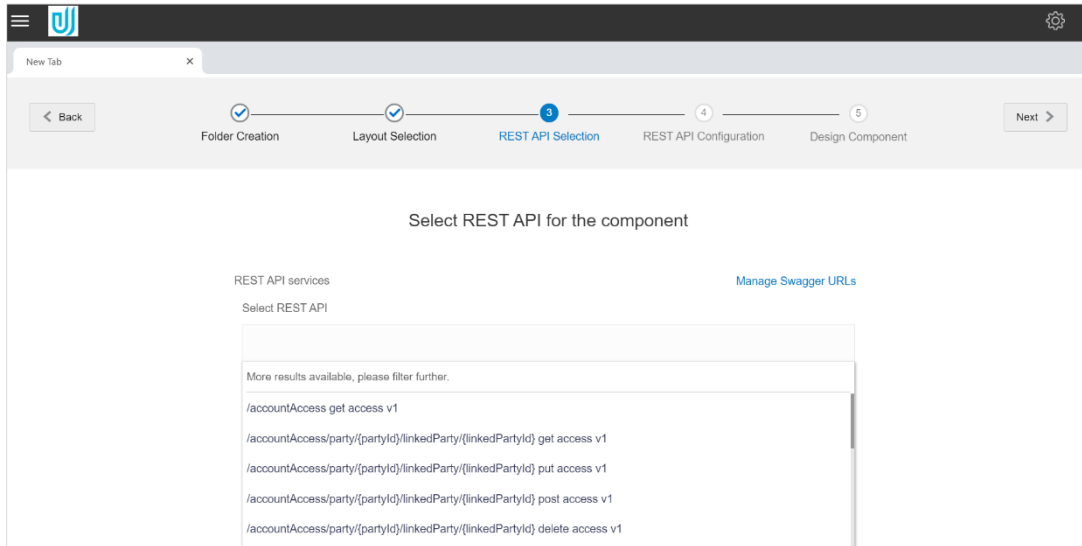 New Tab
Back
3
4
5
Next
Folder Creation
Layout Selection
REST API Selection
REST API Configuration
Design Component
Select REST API for the component
REST API services
Manage Swagger URLs
Select REST API
More results available, please filter further.
/accountAccess get access v1
/accountAccess/party/{partyId}/linkedParty/{linkedPartyId} get access v1
/accountAccess/party/{partyId}/linkedParty/{linkedPartyId} put access v1
/accountAccess/party/{partyId}/linkedParty/{linkedPartyId} post access v1
/accountAccess/party/{partyId}/linkedParty/{linkedPartyId} delete access v1